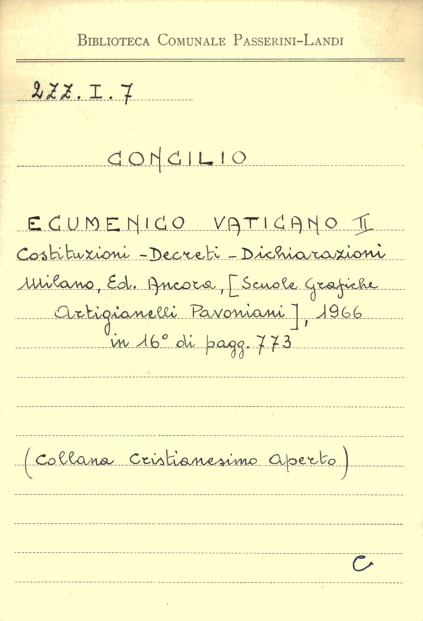 BIBLIOTECA COMUNALE PASSERINI-LANDI
2ZZ. I. 7
CONCILIO
ECUMENICO VATICANO II
Costituzioni - Decreti - Dichiarazioni
Milano, Ed. Ancora, [Scuole Grafiche
Artigianelli Pavoniani], 1966
in 16° di pagg. 773
(Collana Cristianesimo Aperto)
C